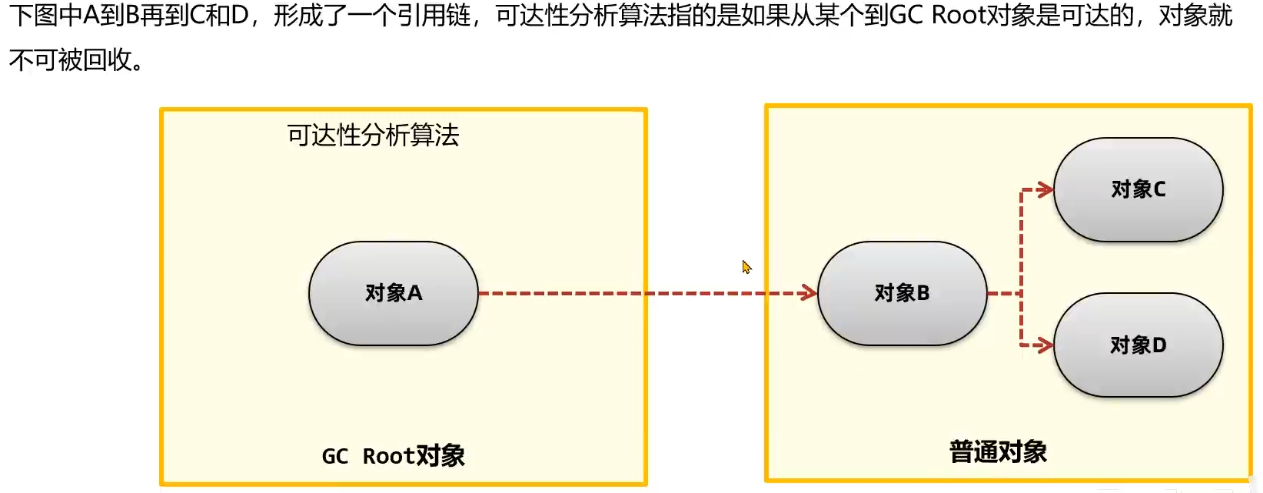 下图中A到B再到C和D，形成了一个引用链，可达性分析算法指的是如果从某个到GC Root对象是可达的，对象就
不可被回收。
可达性分析算法
对象A
对象B
对象C
对象D
GC Root对象
普通对象